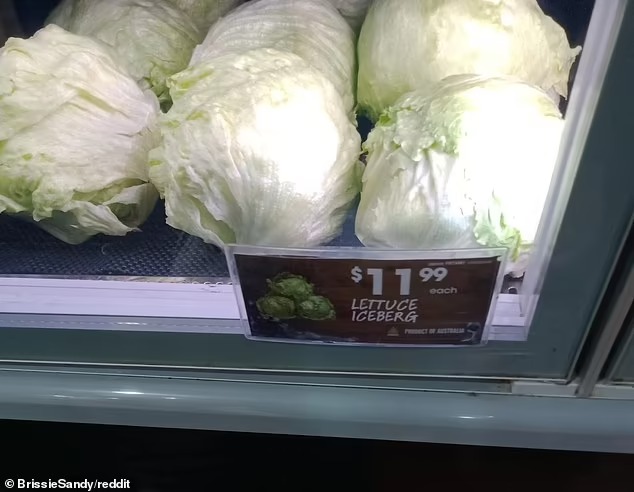 $11 99
each
LETTUCE
ICEBERG
PRODUCT OF AUSTRALIA
© BrissieSandy/reddit